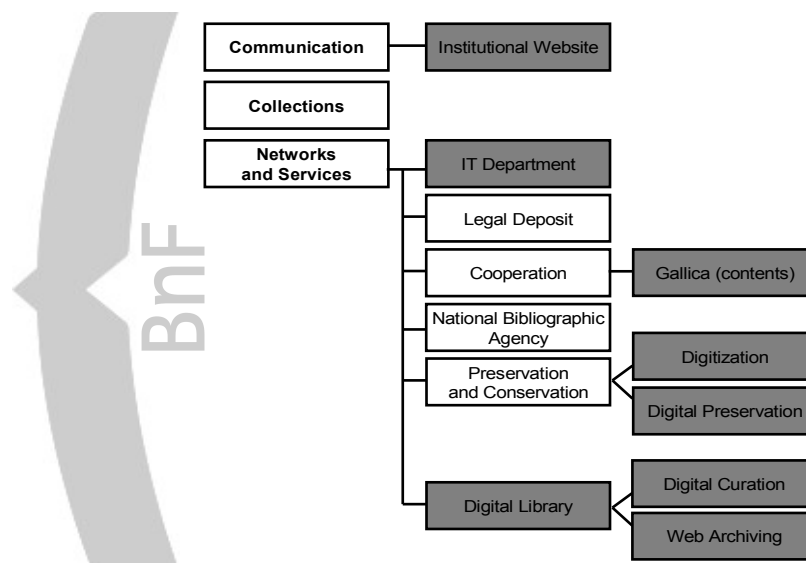 Communication
Institutional Website
Collections
Networks
and Services
IT Department
Legal Deposit
Cooperation
Gallica (contents)
National Bibliographic
Agency
Preservation
and Conservation
Digitization
Digital Preservation
Digital Library
Digital Curation
Web Archiving
BnF